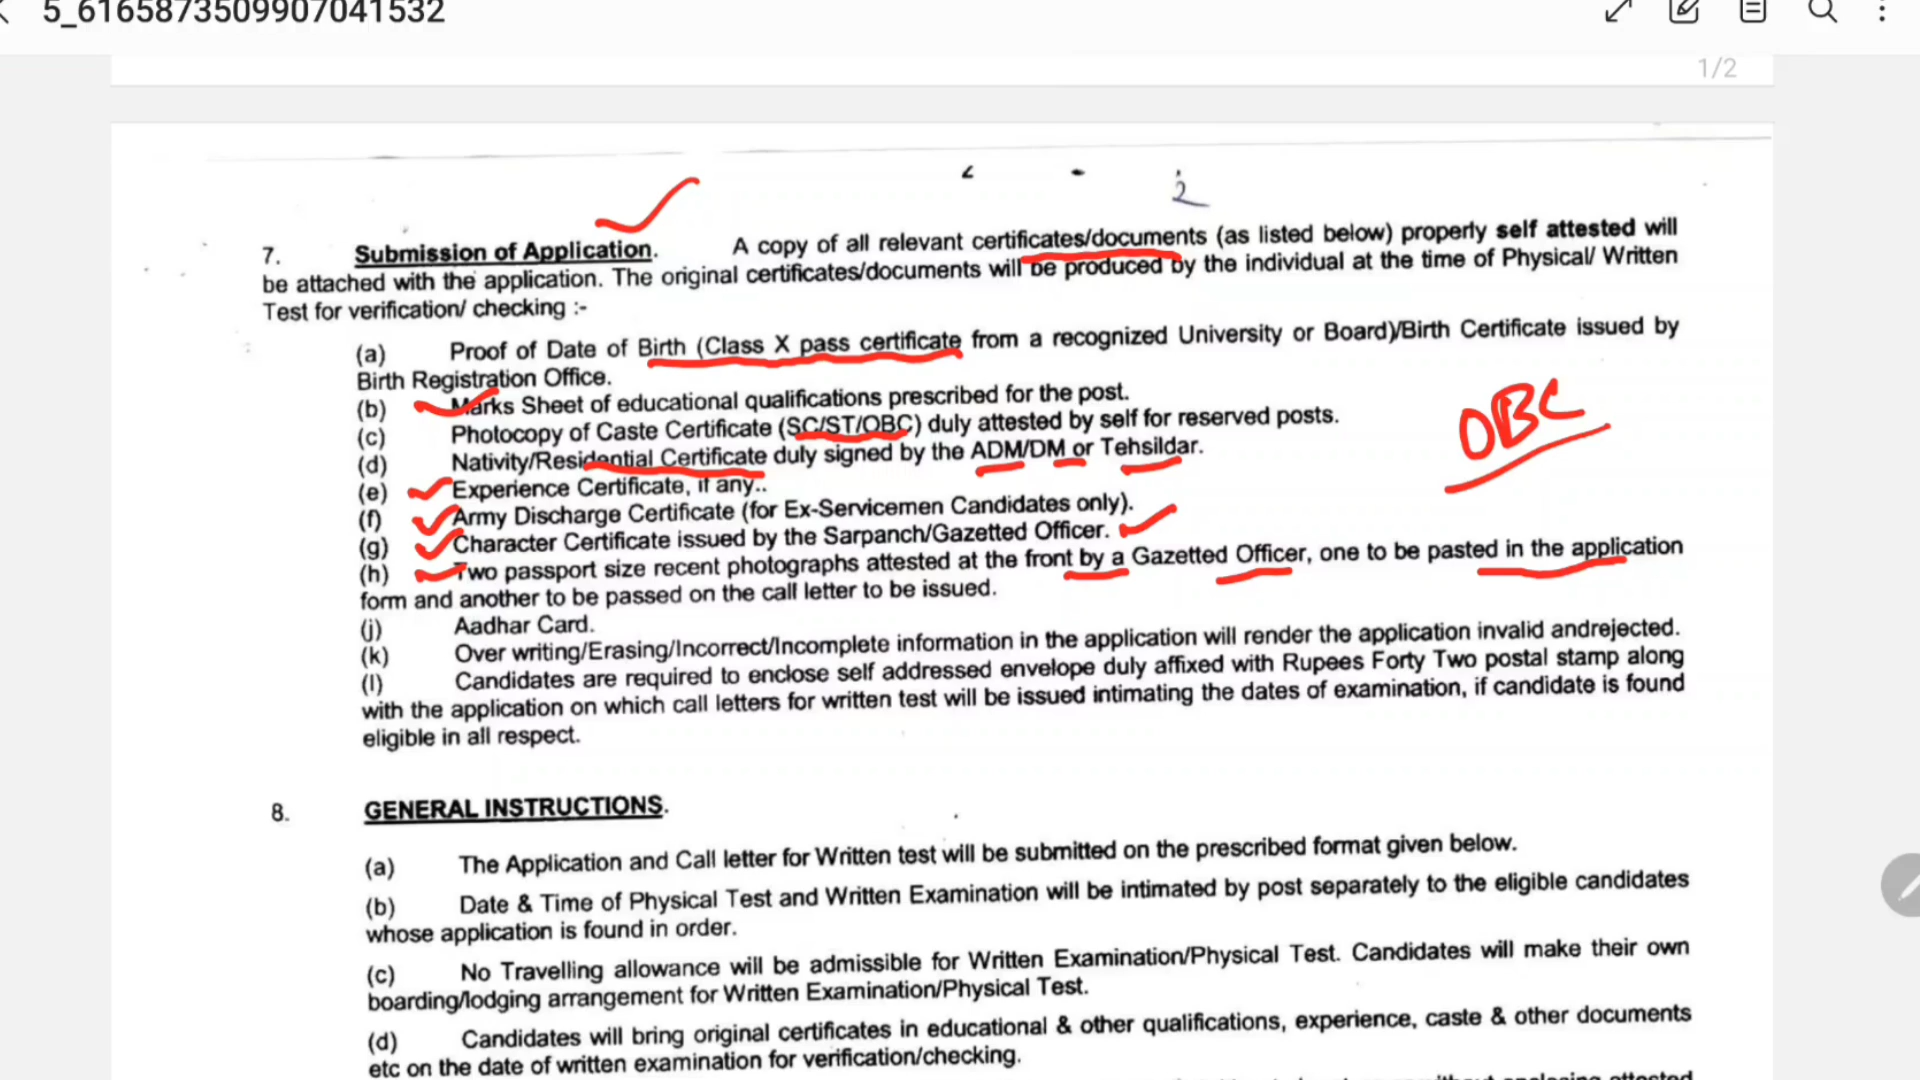 5_6165873509907041532
1/2
2
7. Submission of Application. A copy of all relevant certificates/documents (as listed below) properly self attested will
be attached with the application. The original certificates/documents will be produced by the individual at the time of Physical/ Written
Test for verification/ checking :-
(a) Proof of Date of Birth (Class X pass certificate from a recognized University or Board)/Birth Certificate issued by
Birth Registration Office.
(b) Marks Sheet of educational qualifications prescribed for the post.
(c) Photocopy of Caste Certificate (SC/ST/OBC) duly attested by self for reserved posts.
OBC
(d) Nativity/Residential Certificate duly signed by the ADM/DM or Tehsildar.
(e) Experience Certificate, if any..
(f) Army Discharge Certificate (for Ex-Servicemen Candidates only).
(g) Character Certificate issued by the Sarpanch/Gazetted Officer.
(h) Two passport size recent photographs attested at the front by a Gazetted Officer, one to be pasted in the application
form and another to be passed on the call letter to be issued.
(j) Aadhar Card.
(k) Over writing/Erasing/Incorrect/Incomplete information in the application will render the application invalid andrejected.
(l) Candidates are required to enclose self addressed envelope duly affixed with Rupees Forty Two postal stamp along
with the application on which call letters for written test will be issued intimating the dates of examination, if candidate is found
eligible in all respect.
8. GENERAL INSTRUCTIONS.
(a) The Application and Call letter for Written test will be submitted on the prescribed format given below.
(b) Date & Time of Physical Test and Written Examination will be intimated by post separately to the eligible candidates
whose application is found in order.
(c) No Travelling allowance will be admissible for Written Examination/Physical Test. Candidates will make their own
boarding/lodging arrangement for Written Examination/Physical Test.
(d) Candidates will bring original certificates in educational & other qualifications, experience, caste & other documents
etc on the date of written examination for verification/checking.